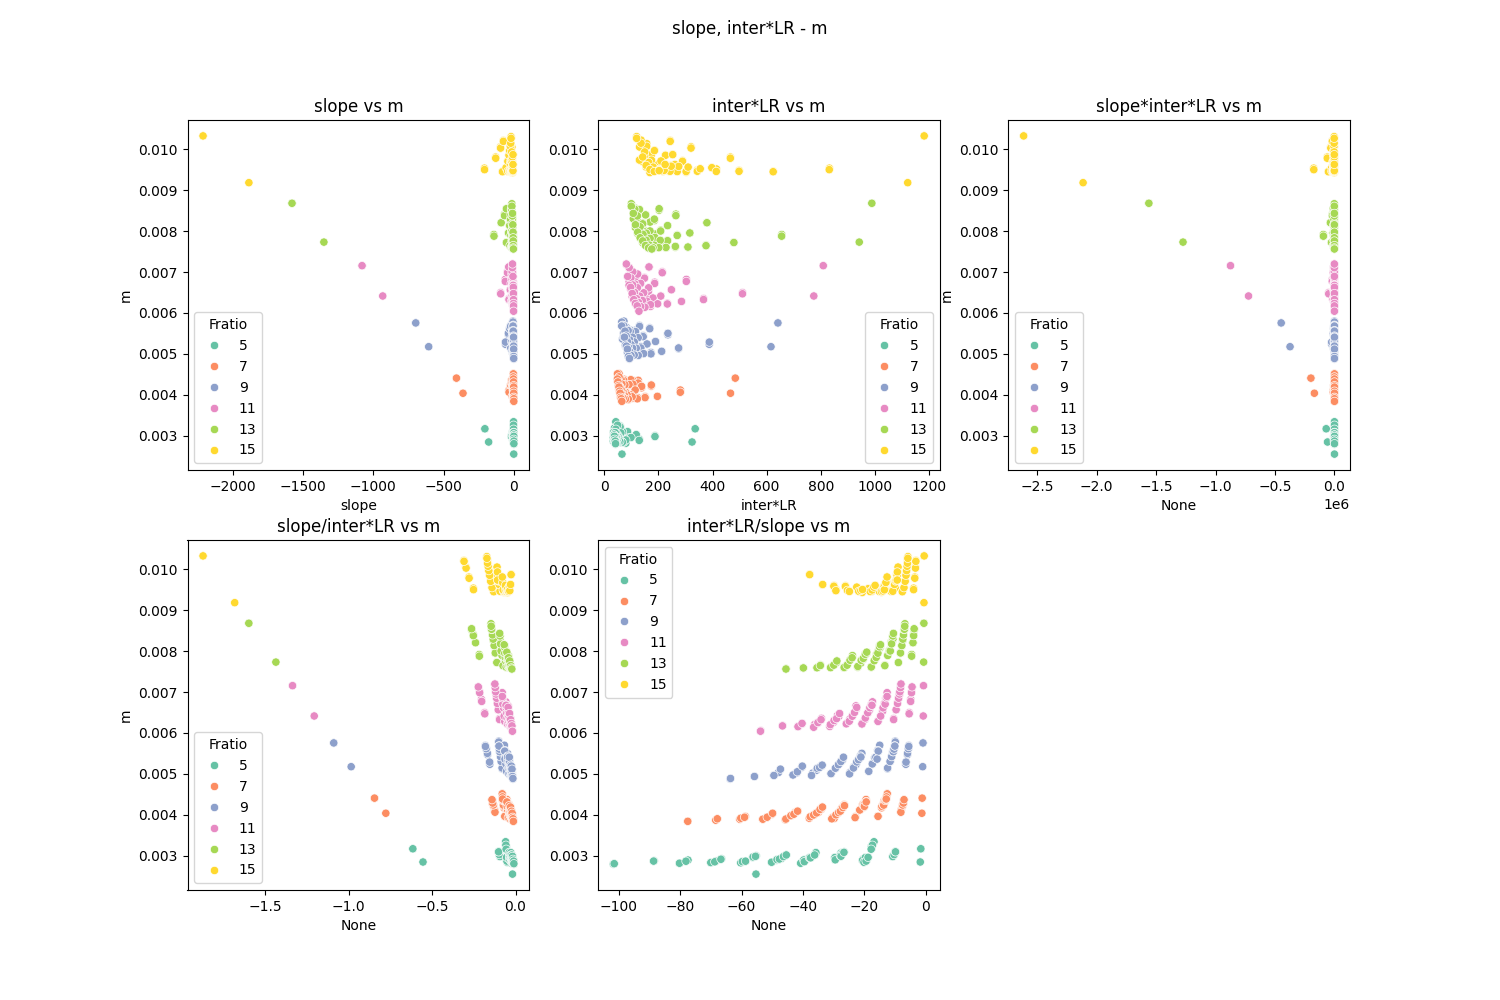 slope, inter*LR - m
slope vs m
m
0.010
0.009
0.008
0.007
0.006
0.005
0.004
0.003
Fratio
5
7
9
11
13
15
−2000 −1500 −1000 −500 0
slope
inter*LR vs m
m
0.010
0.009
0.008
0.007
0.006
0.005
0.004
0.003
Fratio
5
7
9
11
13
15
0 200 400 600 800 1000 1200
inter*LR
slope*inter*LR vs m
m
0.010
0.009
0.008
0.007
0.006
0.005
0.004
0.003
Fratio
5
7
9
11
13
15
−2.5 −2.0 −1.5 −1.0 −0.5 0.0
None
1e6
slope/inter*LR vs m
m
0.010
0.009
0.008
0.007
0.006
0.005
0.004
0.003
Fratio
5
7
9
11
13
15
−1.5 −1.0 −0.5 0.0
None
inter*LR/slope vs m
m
0.010
0.009
0.008
0.007
0.006
0.005
0.004
0.003
Fratio
5
7
9
11
13
15
−100 −80 −60 −40 −20 0
None